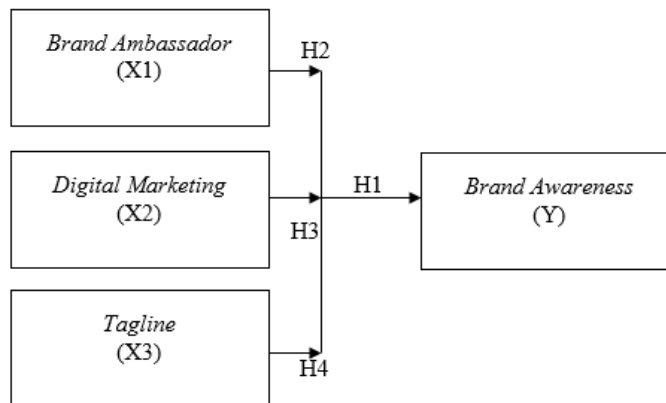 Brand Ambassador
(X1)
H2
Digital Marketing
(X2)
H3
H1
Brand Awareness
(Y)
Tagline
(X3)
H4